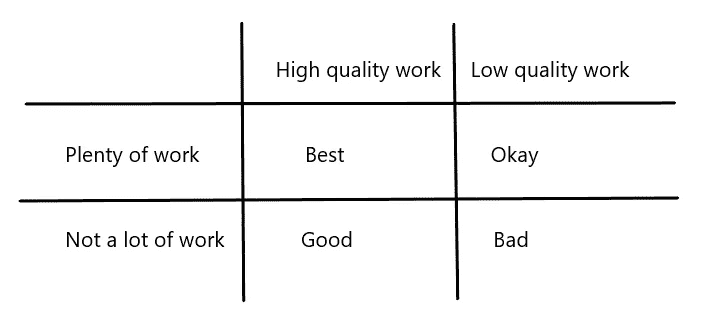 High quality work Low quality work
Plenty of work Best Okay
Not a lot of work Good Bad